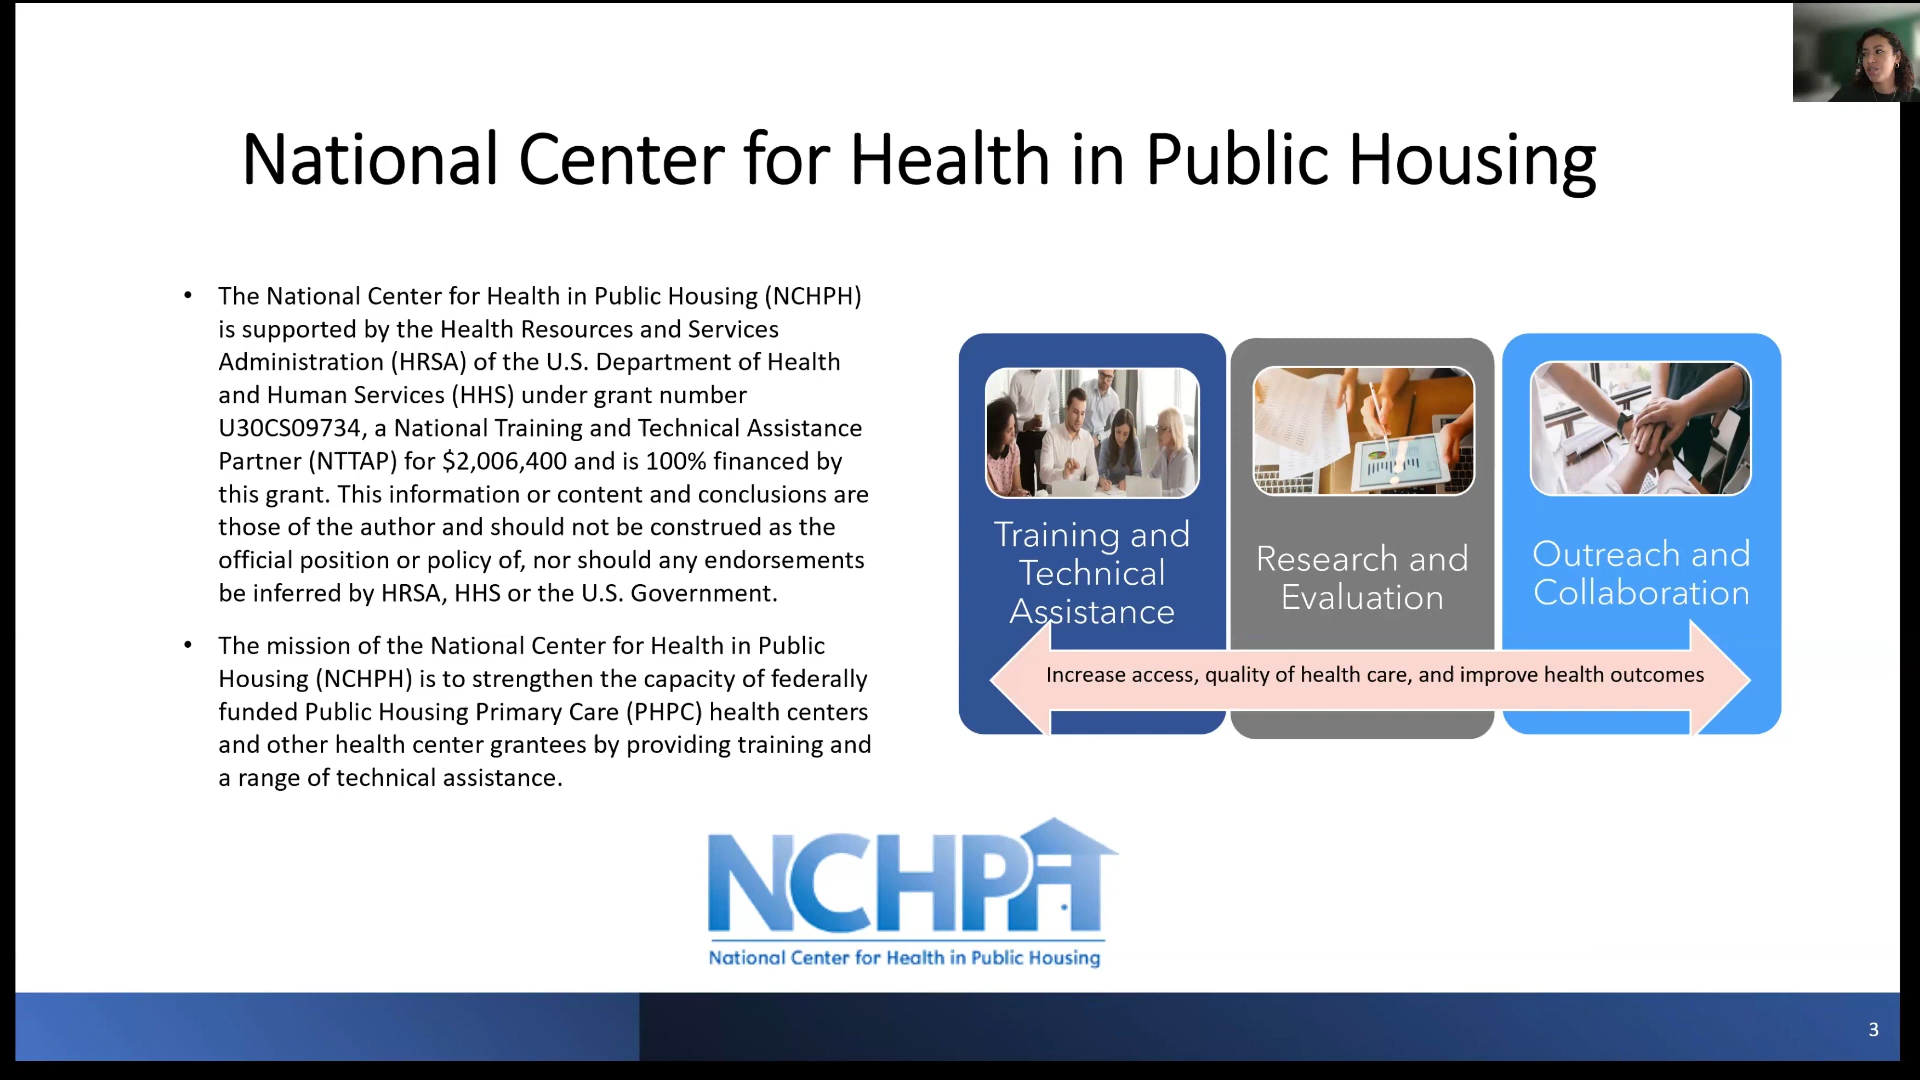 National Center for Health in Public Housing
• The National Center for Health in Public Housing (NCHPH)
is supported by the Health Resources and Services
Administration (HRSA) of the U.S. Department of Health
and Human Services (HHS) under grant number
U30CS09734, a National Training and Technical Assistance
Partner (NTTAP) for $2,006,400 and is 100% financed by
this grant. This information or content and conclusions are
those of the author and should not be construed as the
official position or policy of, nor should any endorsements
be inferred by HRSA, HHS or the U.S. Government.
• The mission of the National Center for Health in Public
Housing (NCHPH) is to strengthen the capacity of federally
funded Public Housing Primary Care (PHPC) health centers
and other health center grantees by providing training and
a range of technical assistance.
Training and
Technical
Assistance
Research and
Evaluation
Outreach and
Collaboration
Increase access, quality of health care, and improve health outcomes
NCHPH
National Center for Health in Public Housing
3